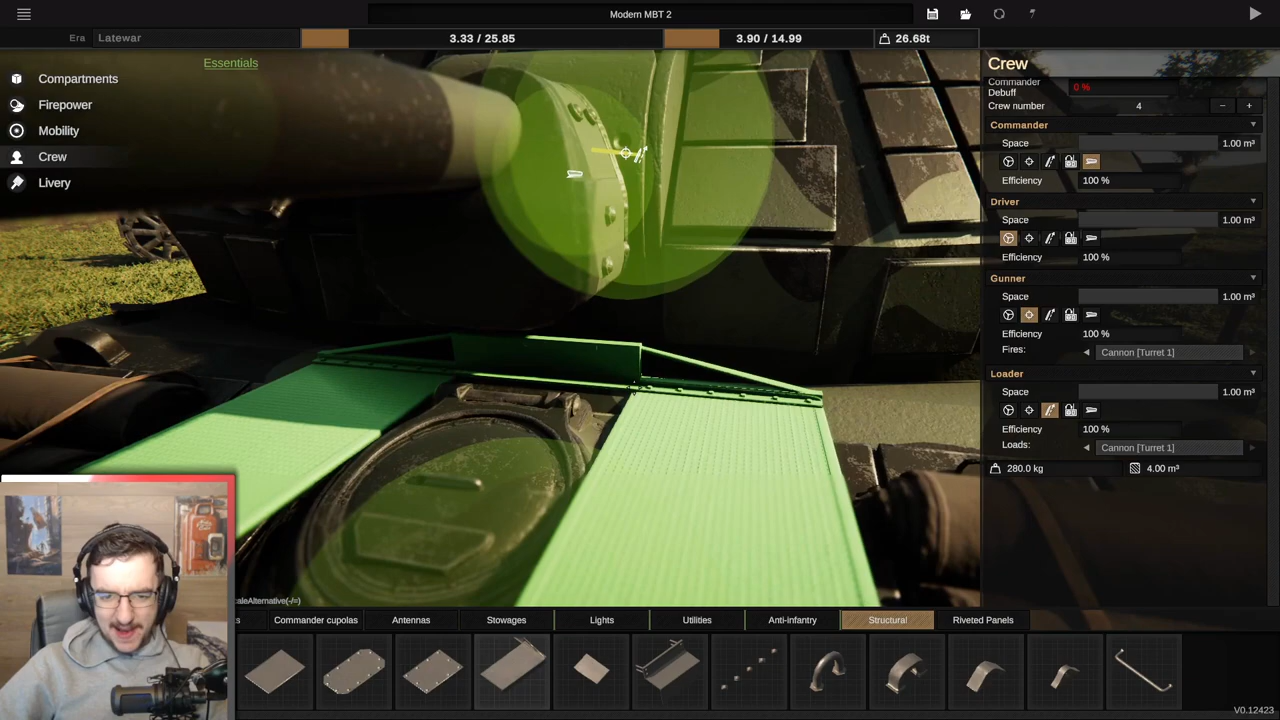 Modern MBT 2
Era Latewar
3.33 / 25.85
3.90 / 14.99
26.68t
Essentials
Compartments
Firepower
Mobility
Crew
Livery
Crew
Commander Debuff 0 %
Crew number 4 − +
Commander
Space 1.00 m³
Efficiency 100 %
Driver
Space 1.00 m³
Efficiency 100 %
Gunner
Space 1.00 m³
Efficiency 100 %
Fires: Cannon [Turret 1]
Loader
Space 1.00 m³
Efficiency 100 %
Loads: Cannon [Turret 1]
280.0 kg 4.00 m³
caleAlternative(-/=)
s Commander cupolas Antennas Stowages Lights Utilities Anti-infantry Structural Riveted Panels
V0.12423